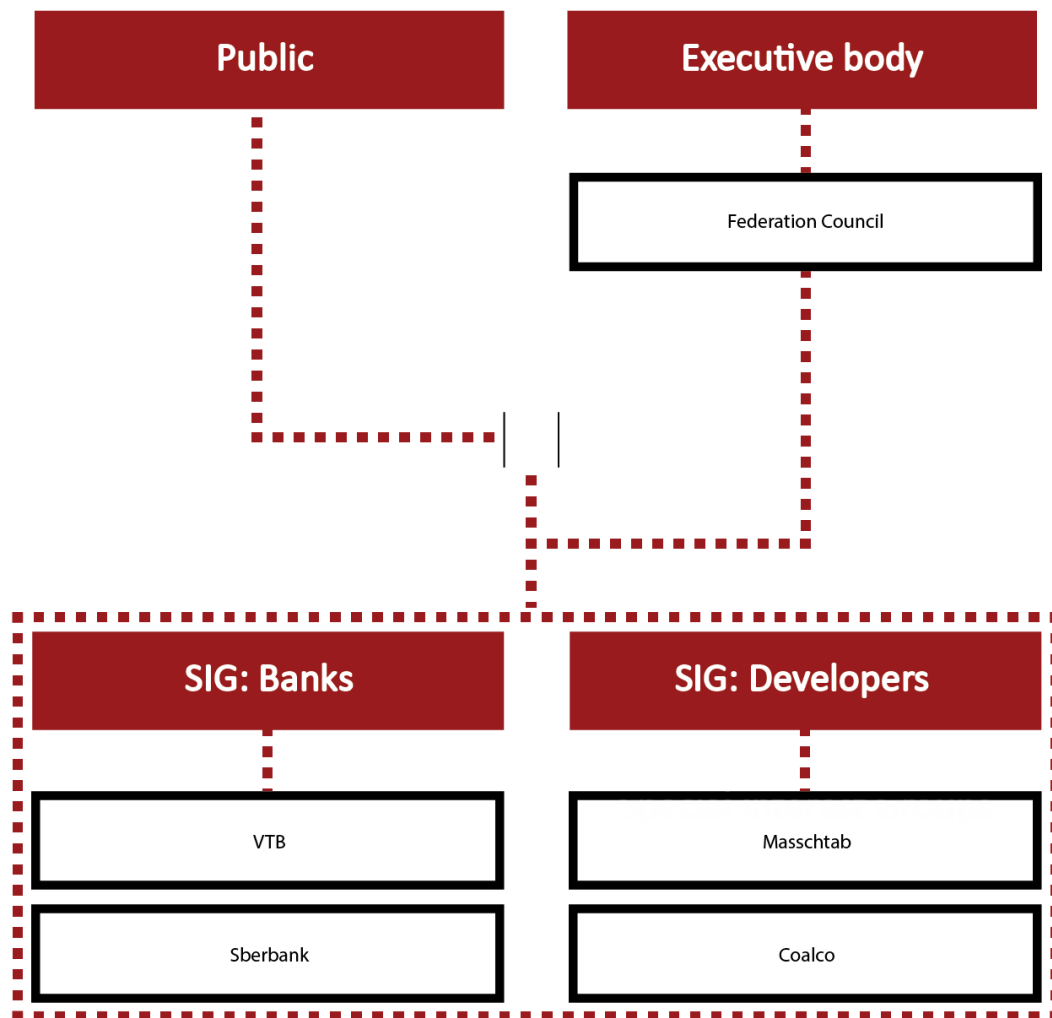 Public
Executive body
Federation Council
SIG: Banks
SIG: Developers
VTB
Masschtab
Sberbank
Coalco